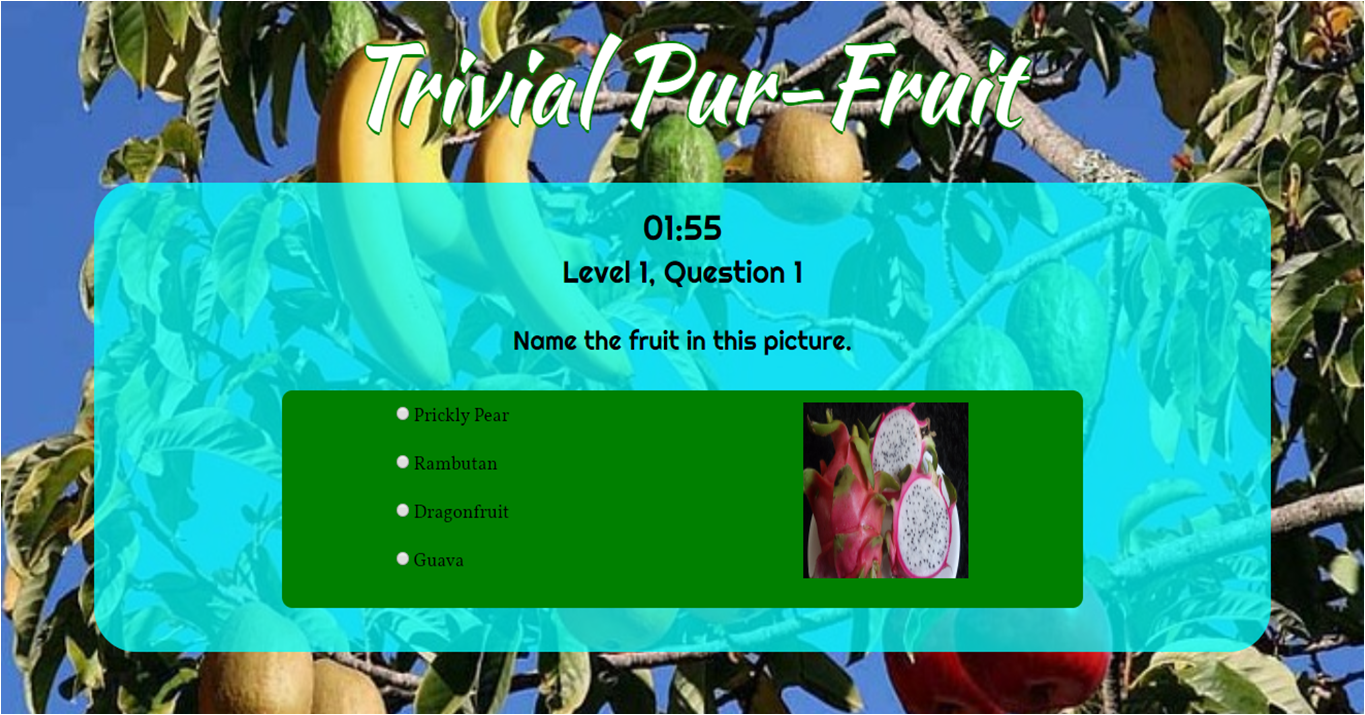 Trivial Pur-Fruit
01:55
Level 1, Question 1
Name the fruit in this picture.
Prickly Pear
Rambutan
Dragonfruit
Guava